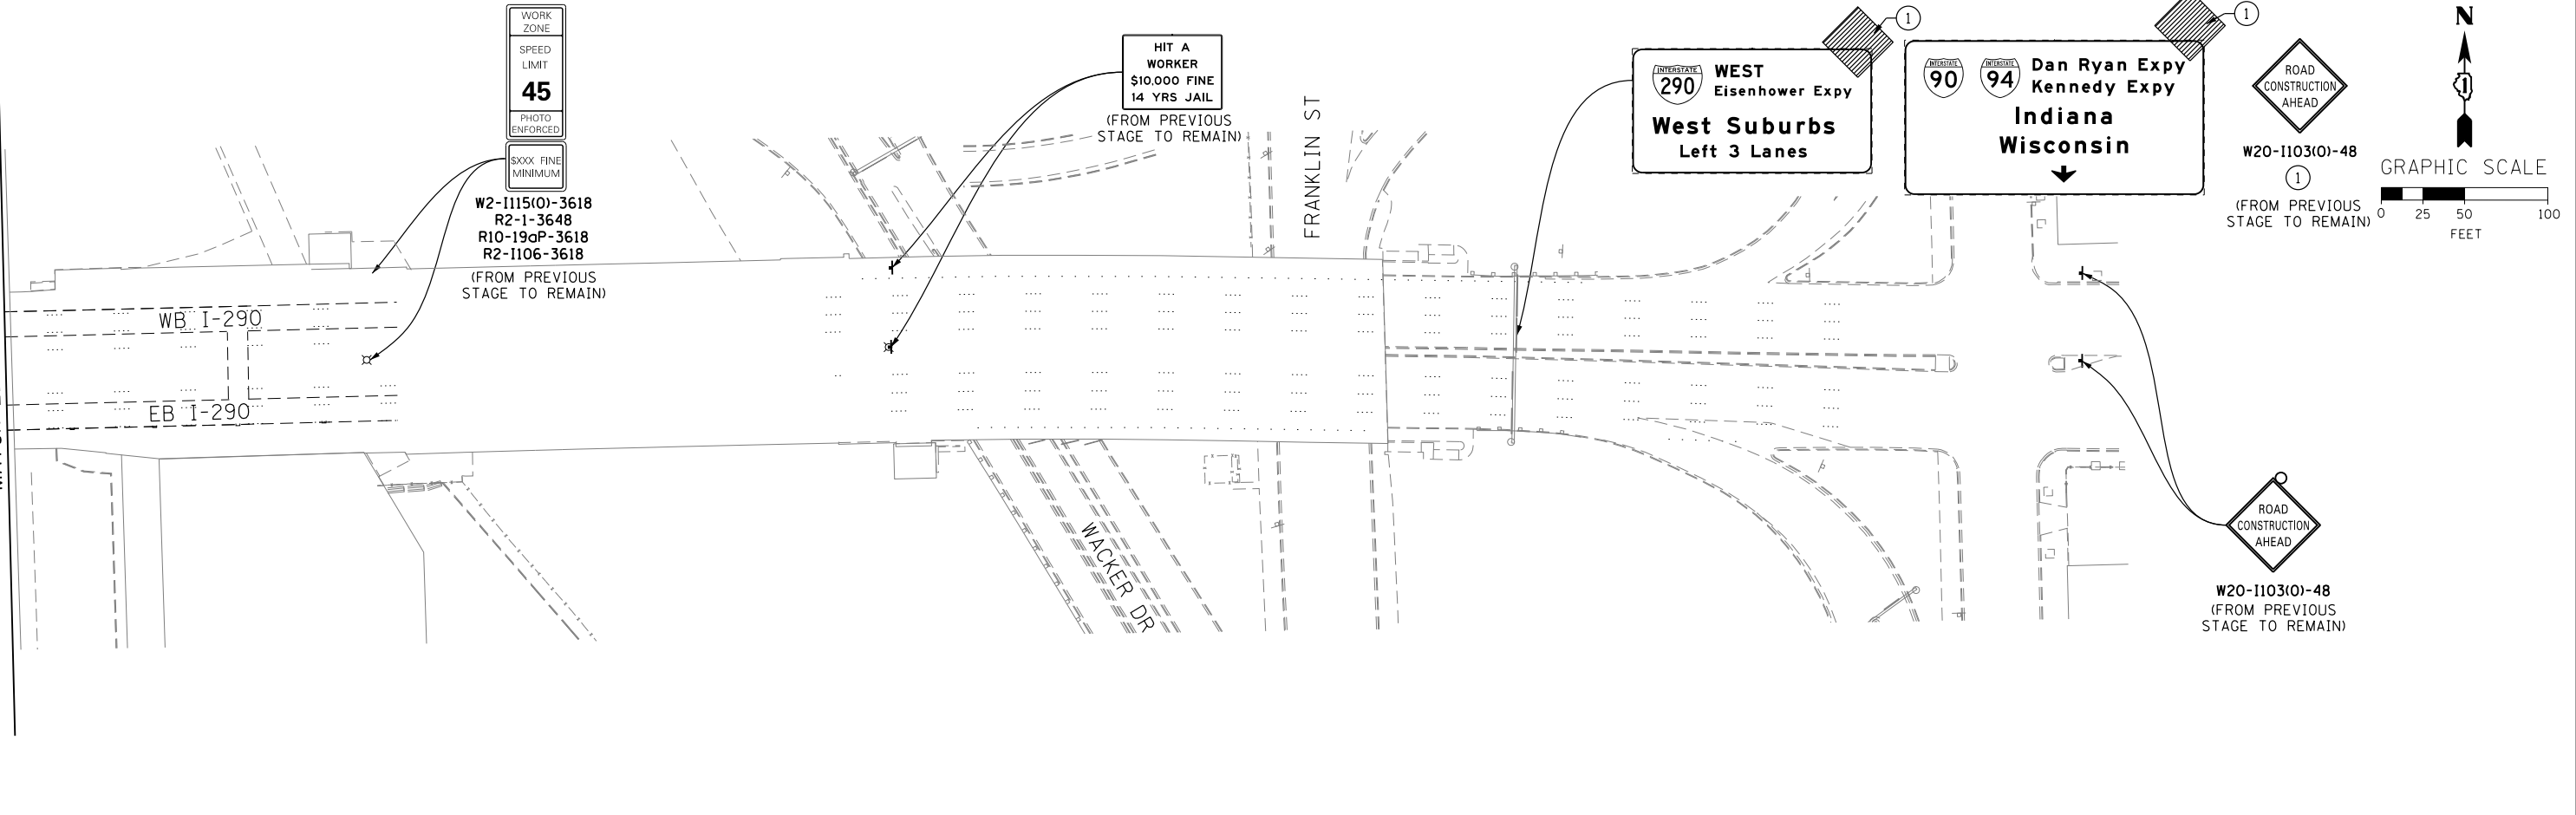 WORK
ZONE
SPEED
LIMIT
45
PHOTO
ENFORCED
$XXX FINE
MINIMUM
W2-I115(O)-3618
R2-1-3648
R10-19aP-3618
R2-I106-3618
(FROM PREVIOUS
STAGE TO REMAIN)
HIT A
WORKER
$10,000 FINE
14 YRS JAIL
(FROM PREVIOUS
STAGE TO REMAIN)
FRANKLIN ST
1
INTERSTATE
290
WEST
Eisenhower Expy
West Suburbs
Left 3 Lanes
1
INTERSTATE
90
INTERSTATE
94
Dan Ryan Expy
Kennedy Expy
Indiana
Wisconsin
ROAD
CONSTRUCTION
AHEAD
W20-I103(O)-48
1
(FROM PREVIOUS
STAGE TO REMAIN)
N
1
GRAPHIC SCALE
0 25 50 100
FEET
WB I-290
EB I-290
WACKER DR
ROAD
CONSTRUCTION
AHEAD
W20-I103(O)-48
(FROM PREVIOUS
STAGE TO REMAIN)